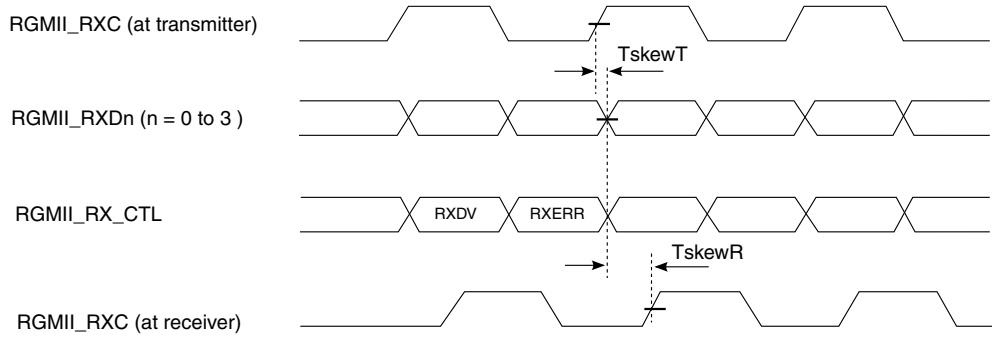 RGMII_RXC (at transmitter)
TskewT
RGMII_RXDn (n = 0 to 3 )
RGMII_RX_CTL
RXDV
RXERR
TskewR
RGMII_RXC (at receiver)